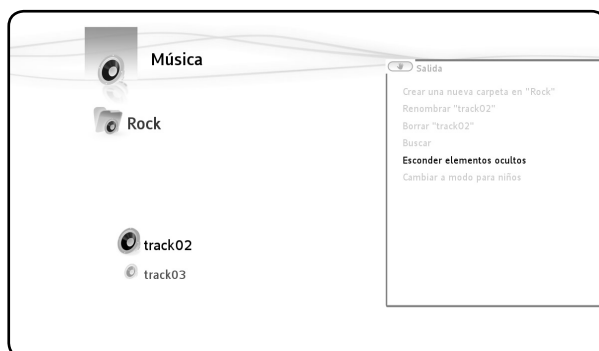 Música
Rock
track02
track03
Salida
Crear una nueva carpeta en "Rock"
Renombrar "track02"
Borrar "track02"
Buscar
Esconder elementos ocultos
Cambiar a modo para niños